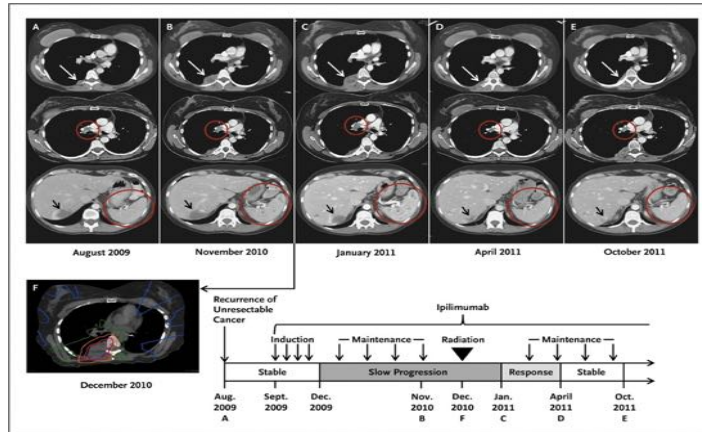 A
B
C
D
E
August 2009
November 2010
January 2011
April 2011
October 2011
F
December 2010
Recurrence of
Unresectable
Cancer
Ipilimumab
Induction
Maintenance
Radiation
Maintenance
Stable
Slow Progression
Response
Stable
Aug.
2009
A
Sept.
2009
Dec.
2009
Nov.
2010
B
Dec.
2010
F
Jan.
2011
C
April
2011
D
Oct.
2011
E